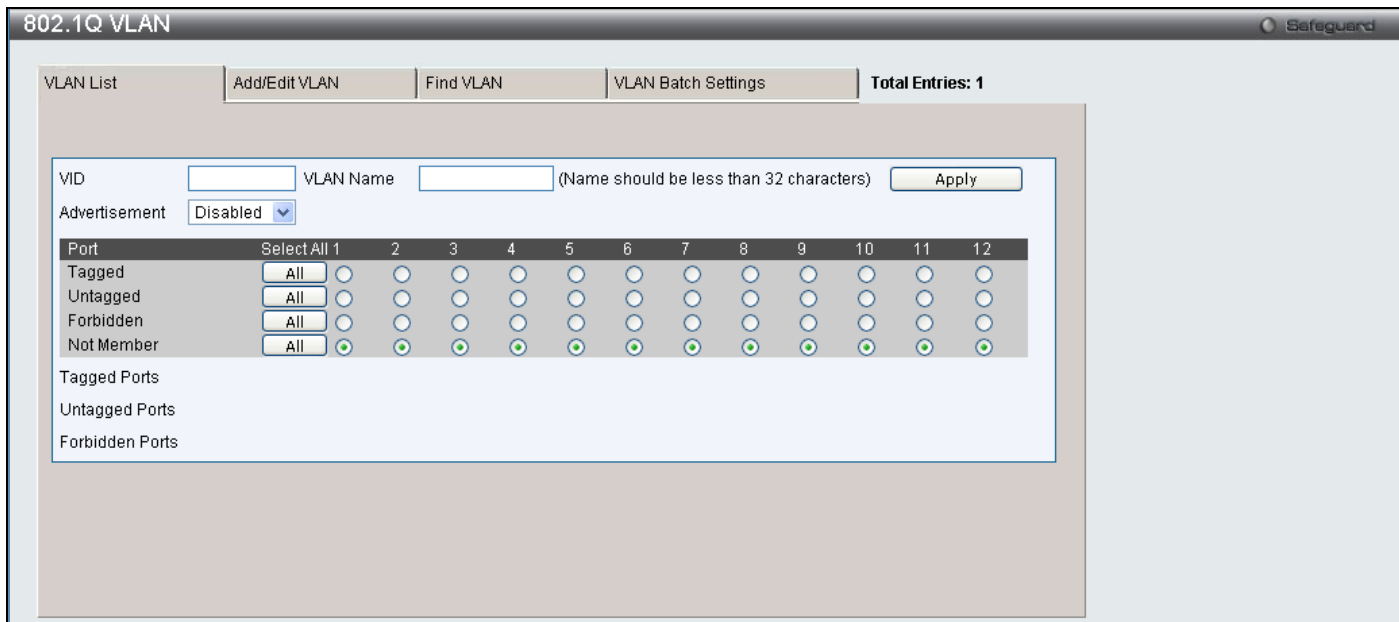 802.1Q VLAN Safeguard
VLAN List Add/Edit VLAN Find VLAN VLAN Batch Settings Total Entries: 1
VID VLAN Name (Name should be less than 32 characters) Apply
Advertisement Disabled
Port Select All 1 2 3 4 5 6 7 8 9 10 11 12
Tagged All
Untagged All
Forbidden All
Not Member All
Tagged Ports
Untagged Ports
Forbidden Ports